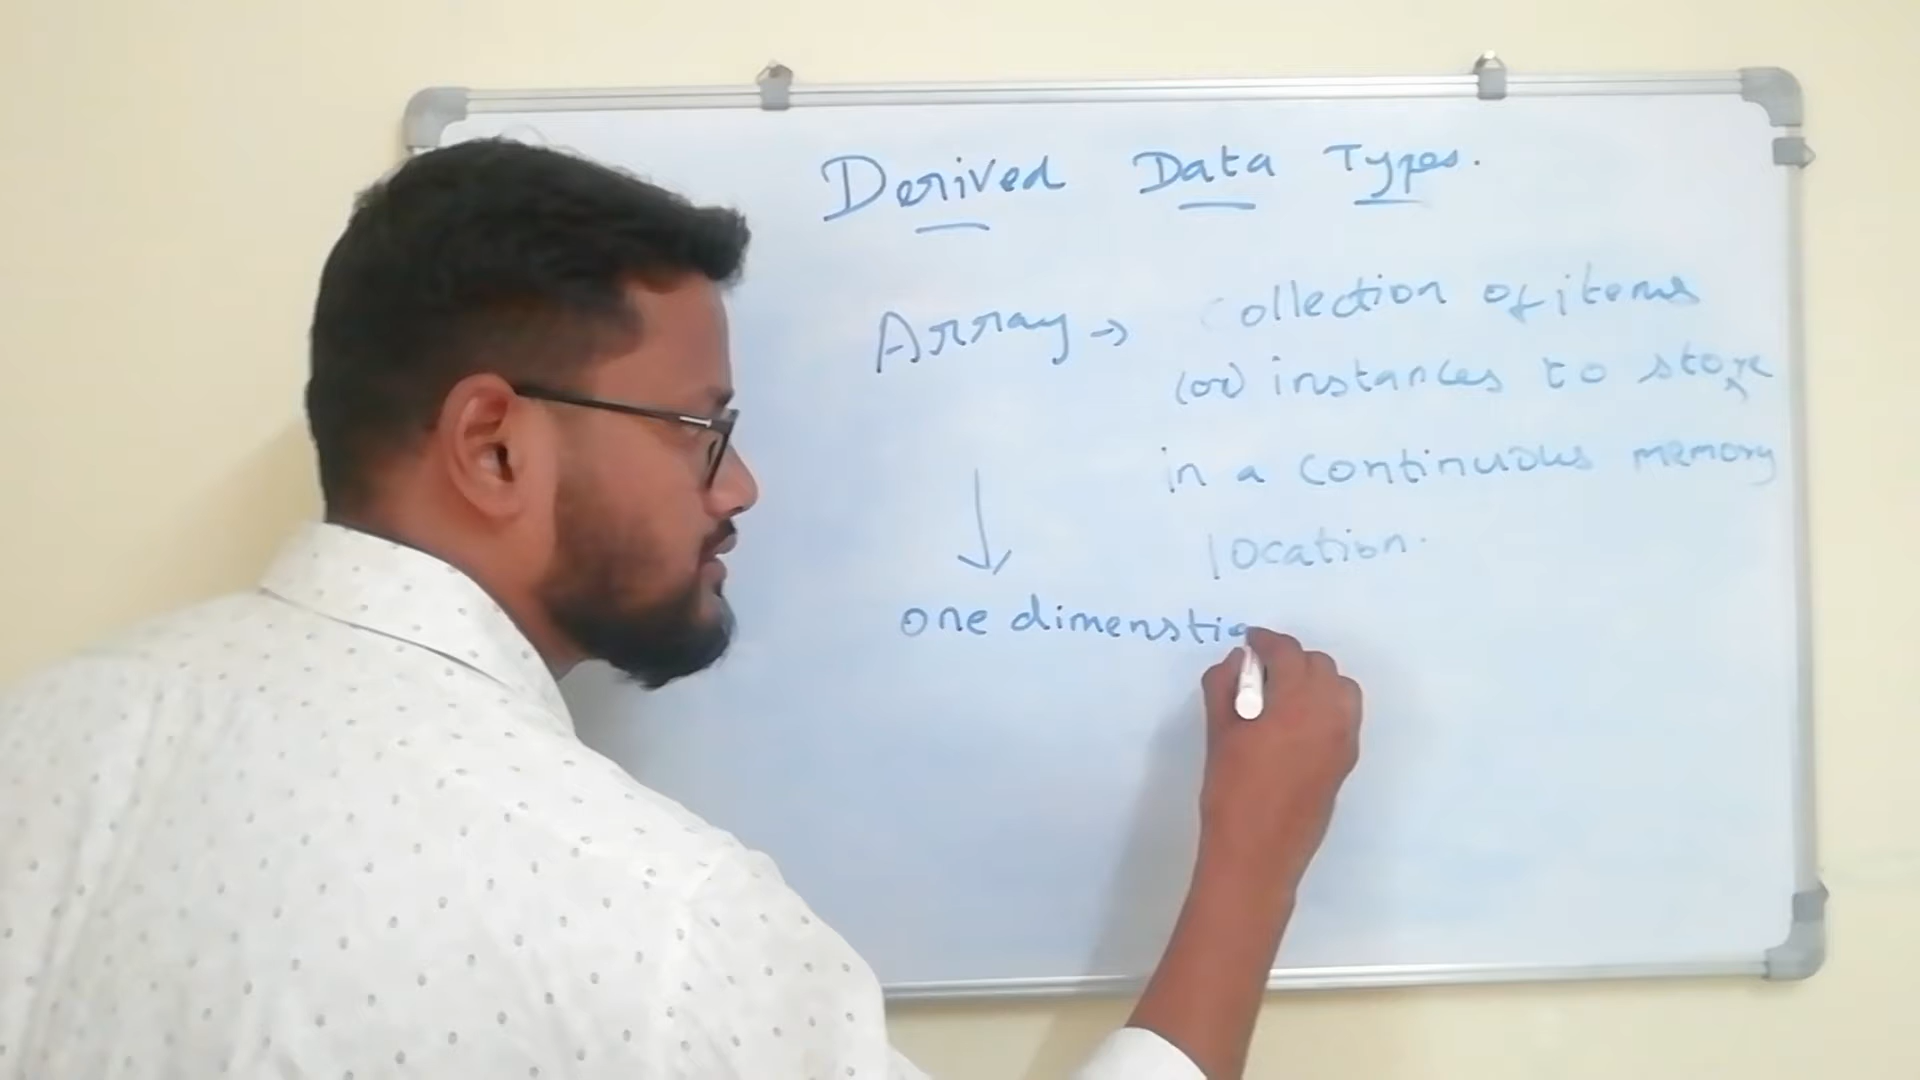 Derived Data Types.
Array → collection of items
(or) instances to store
in a continuous memory
location.
↓
one dimenstio